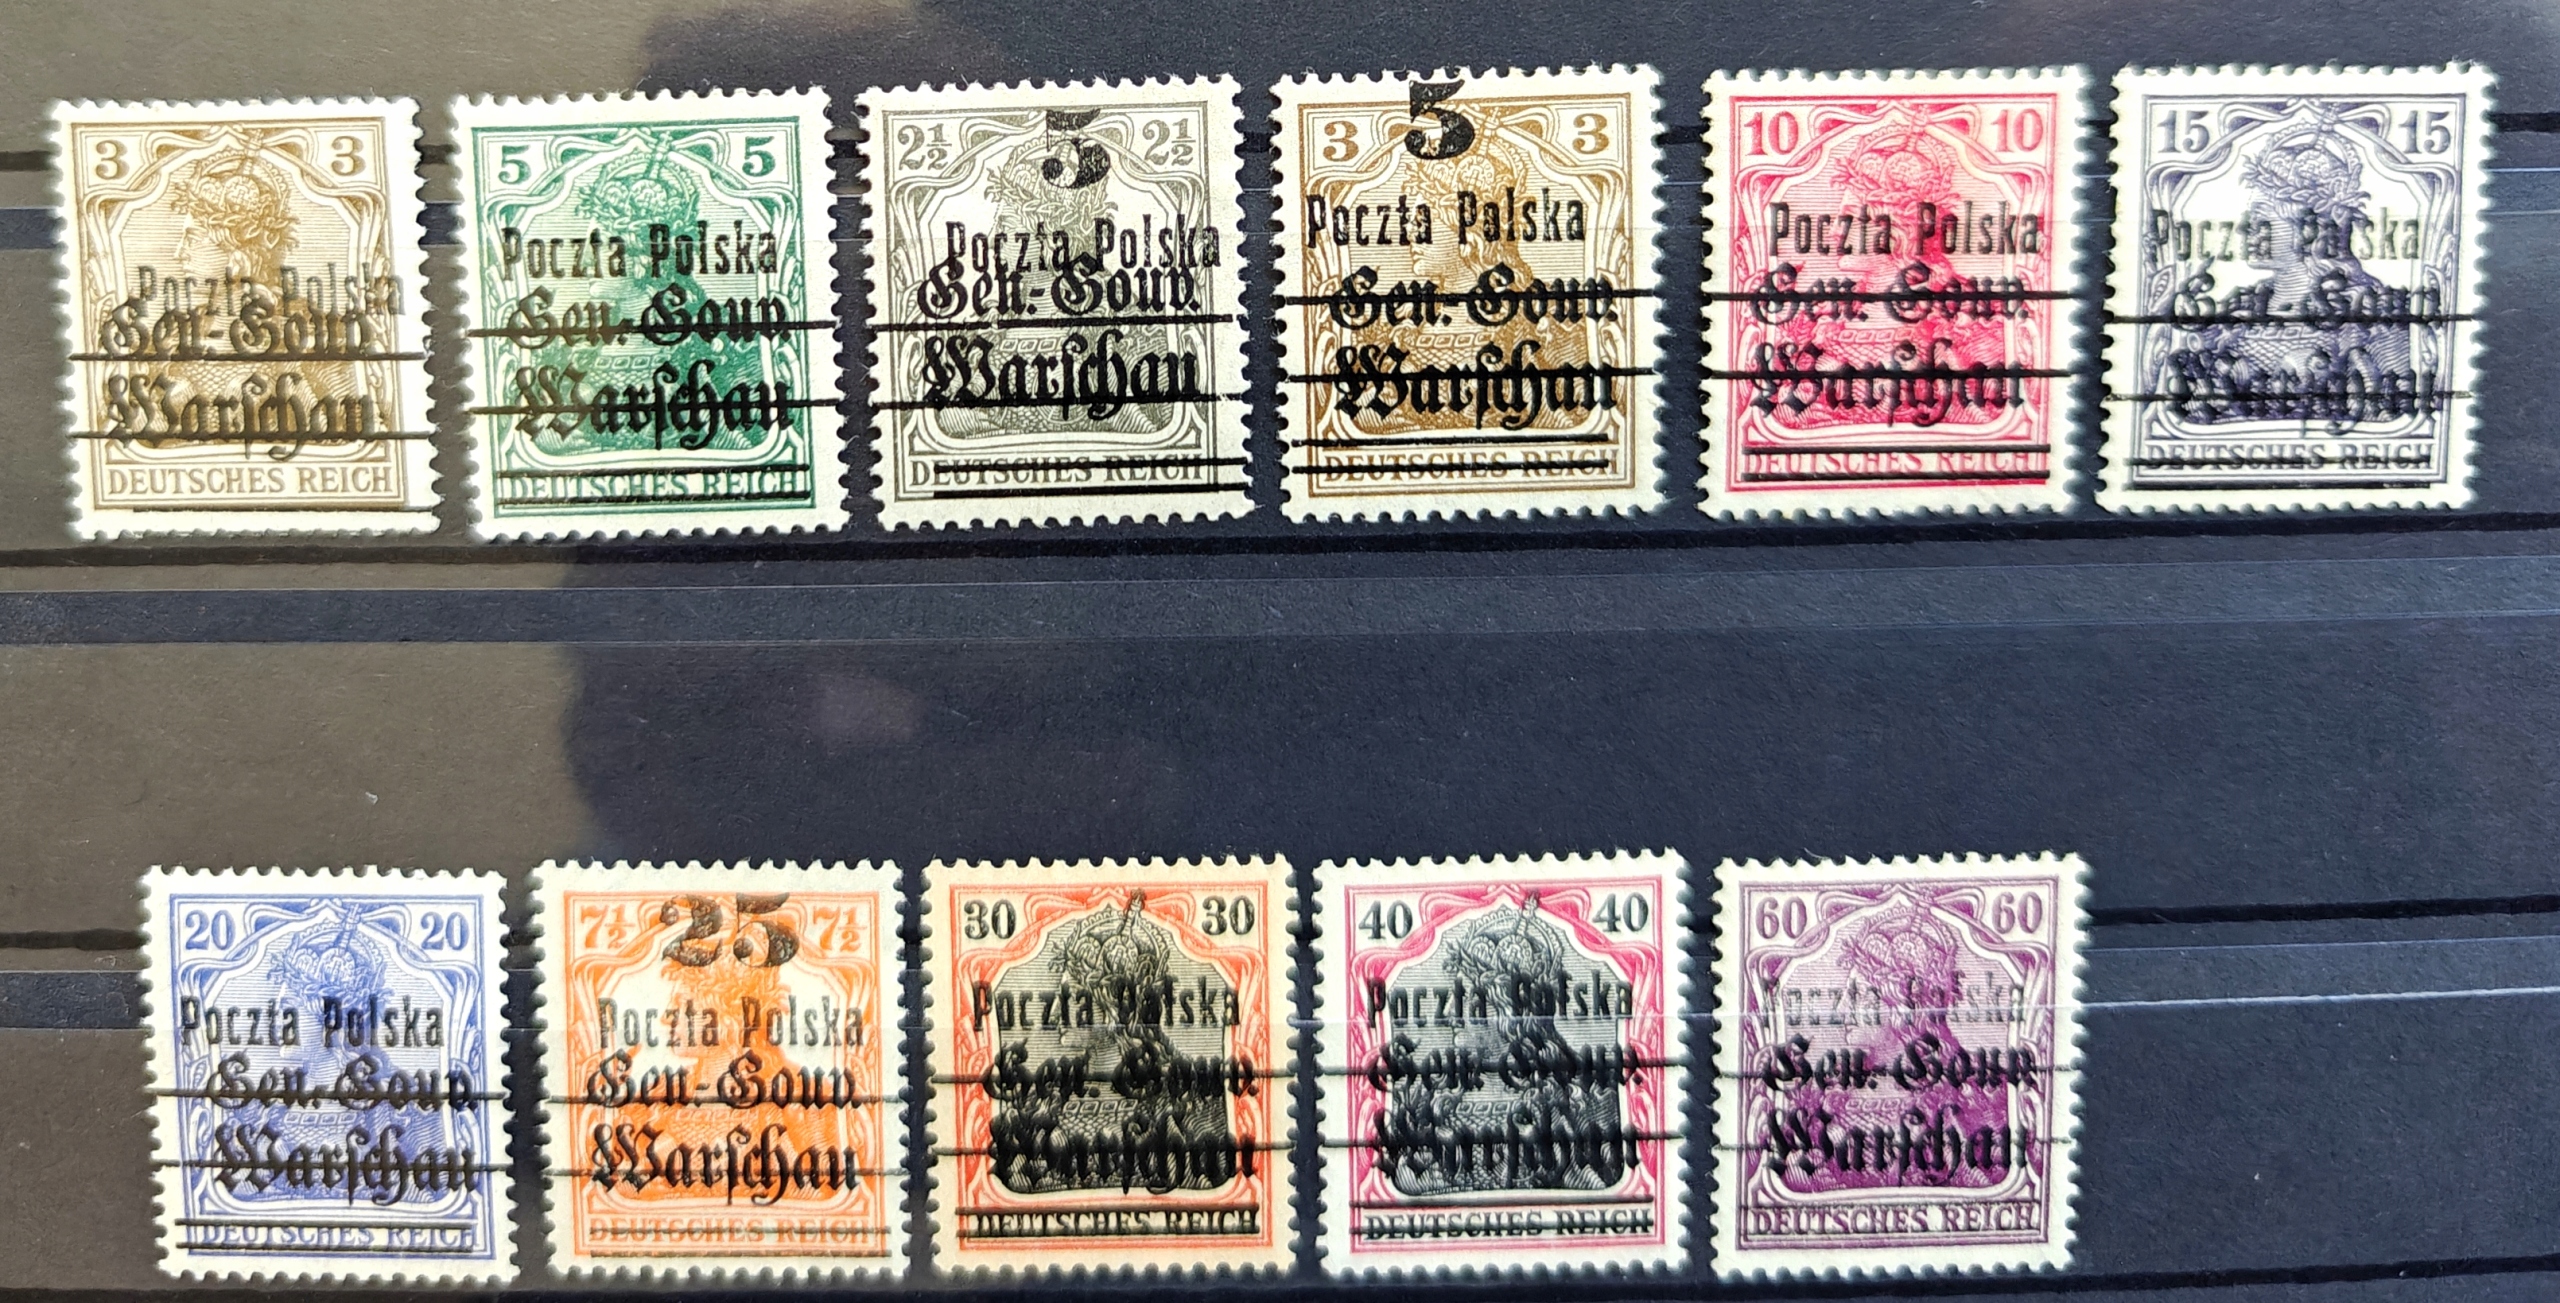 3 3
Poczta Polska
Gen.-Gouv.
Warschau
DEUTSCHES REICH
5 5
Poczta Polska
Gen.-Gouv.
Warschau
DEUTSCHES REICH
2½ 5 2½
Poczta Polska
Gen.-Gouv.
Warschau
DEUTSCHES REICH
3 5 3
Poczta Polska
Gen.-Gouv.
Warschau
DEUTSCHES REICH
10 10
Poczta Polska
Gen.-Gouv.
Warschau
DEUTSCHES REICH
15 15
Poczta Polska
Gen.-Gouv.
Warschau
DEUTSCHES REICH
20 20
Poczta Polska
Gen.-Gouv.
Warschau
DEUTSCHES REICH
7½ 25 7½
Poczta Polska
Gen.-Gouv.
Warschau
DEUTSCHES REICH
30 30
Poczta Polska
Gen.-Gouv.
Warschau
DEUTSCHES REICH
40 40
Poczta Polska
Gen.-Gouv.
Warschau
DEUTSCHES REICH
60 60
Poczta Polska
Gen.-Gouv.
Warschau
DEUTSCHES REICH